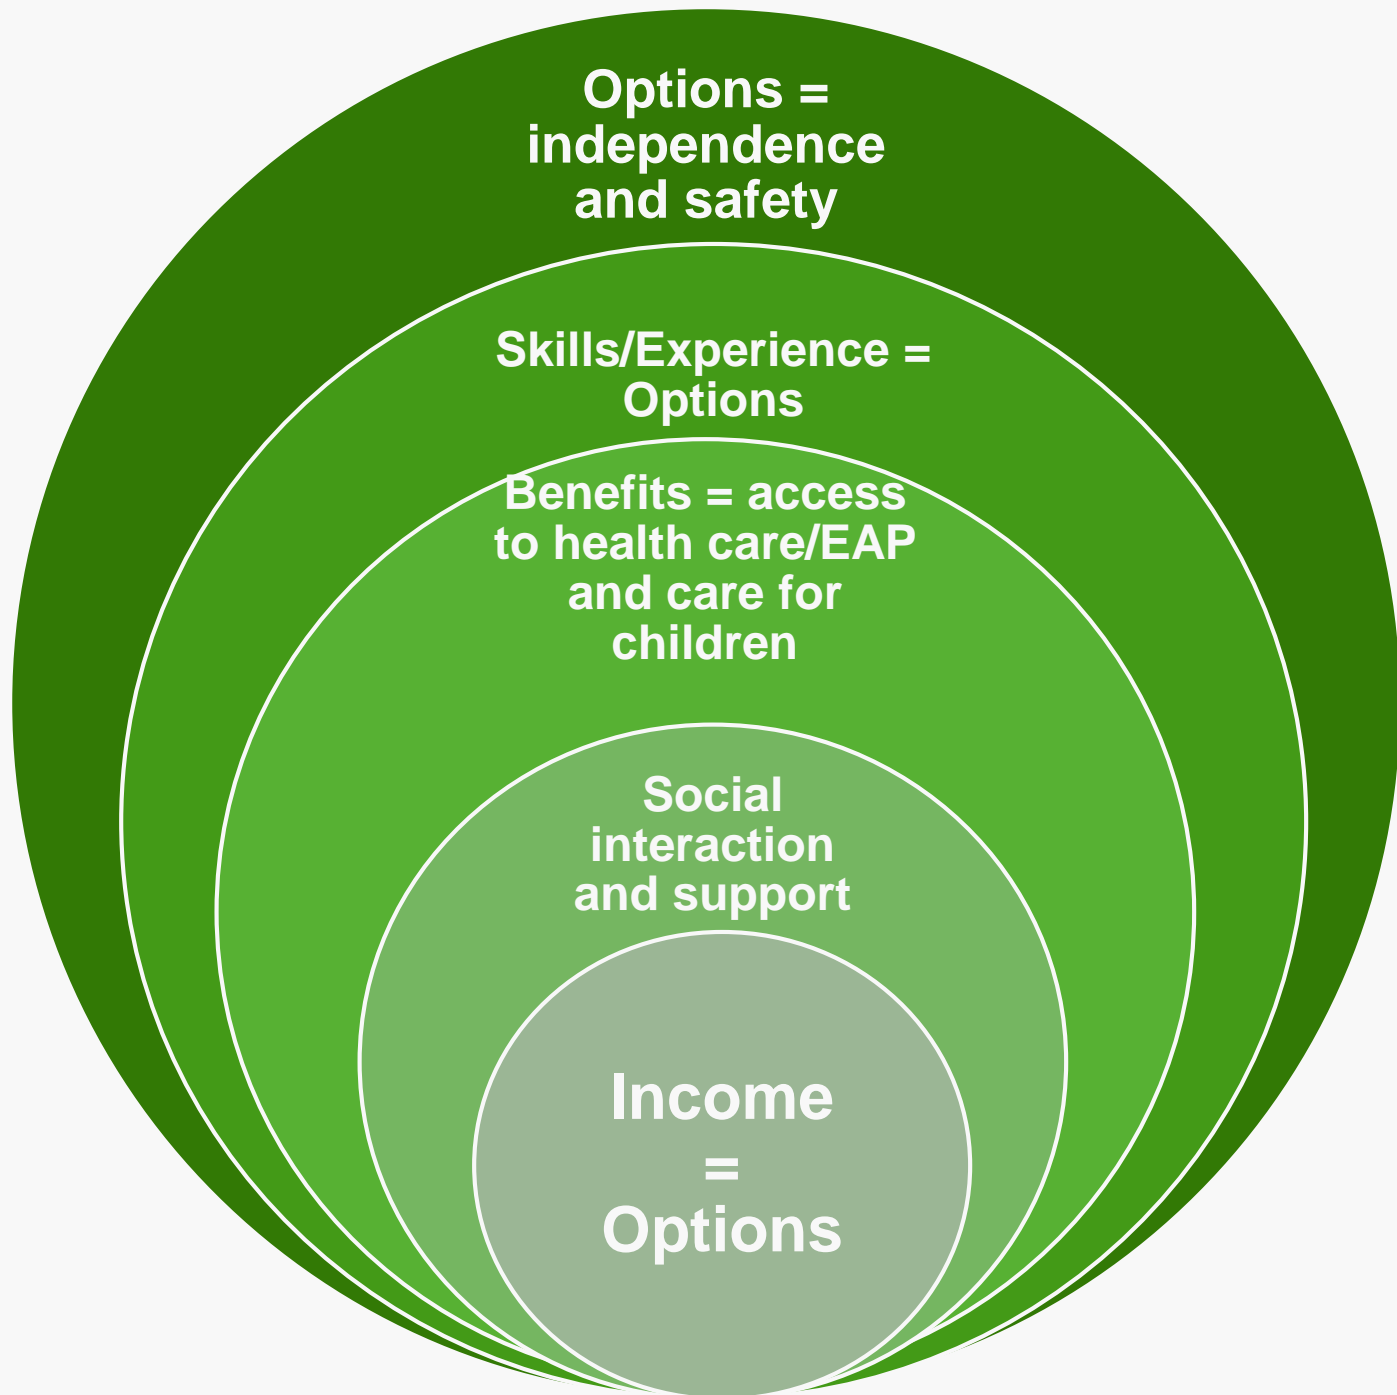 Options =
independence
and safety
Skills/Experience =
Options
Benefits = access
to health care/EAP
and care for
children
Social
interaction
and support
Income
=
Options